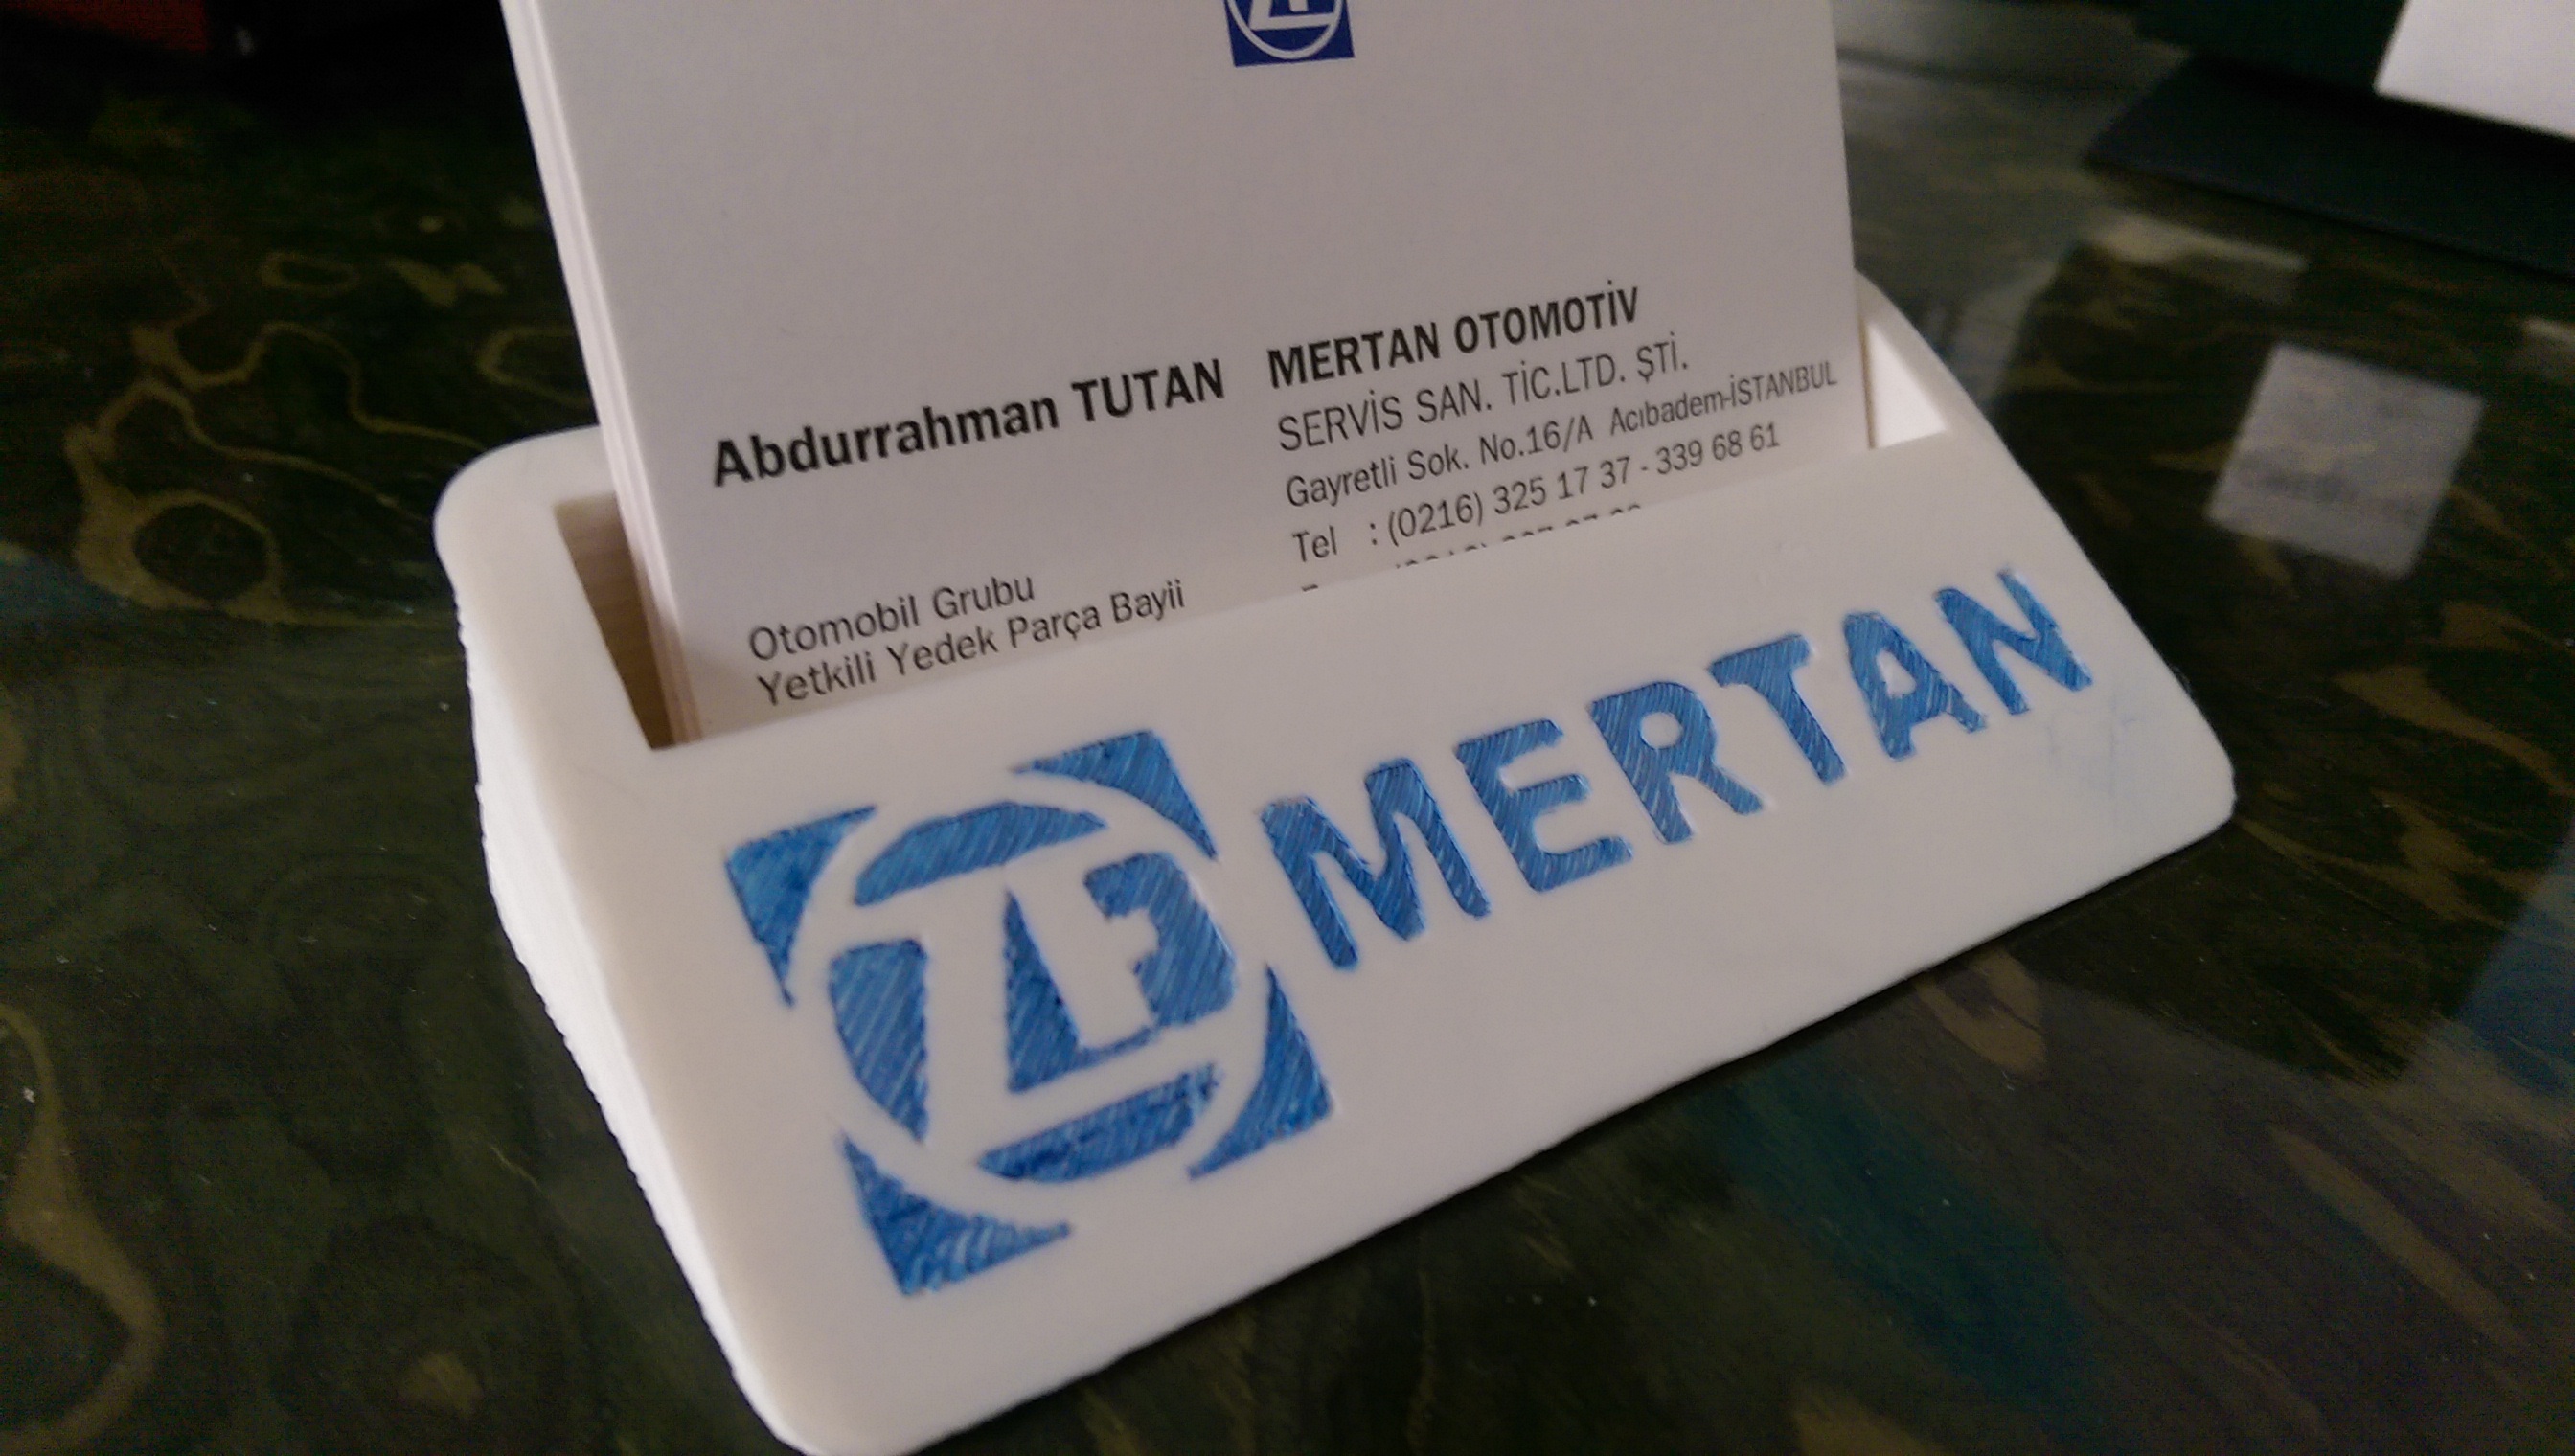 ZF
Abdurrahman TUTAN
Otomobil Grubu
Yetkili Yedek Parça Bayii
MERTAN OTOMOTİV
SERVİS SAN. TİC.LTD. ŞTİ.
Gayretli Sok. No.16/A Acıbadem-İSTANBUL
Tel : (0216) 325 17 37 - 339 68 61
ZF MERTAN